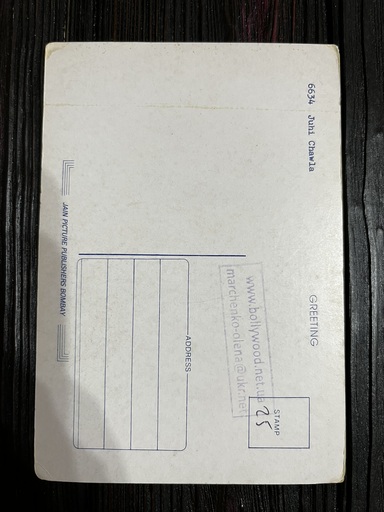 6634 Juhi Chawla
GREETING
STAMP
25
www.bollywood.net.ua
marchenko-olena@ukr.net
ADDRESS
JAIN PICTURE PUBLISHERS BOMBAY